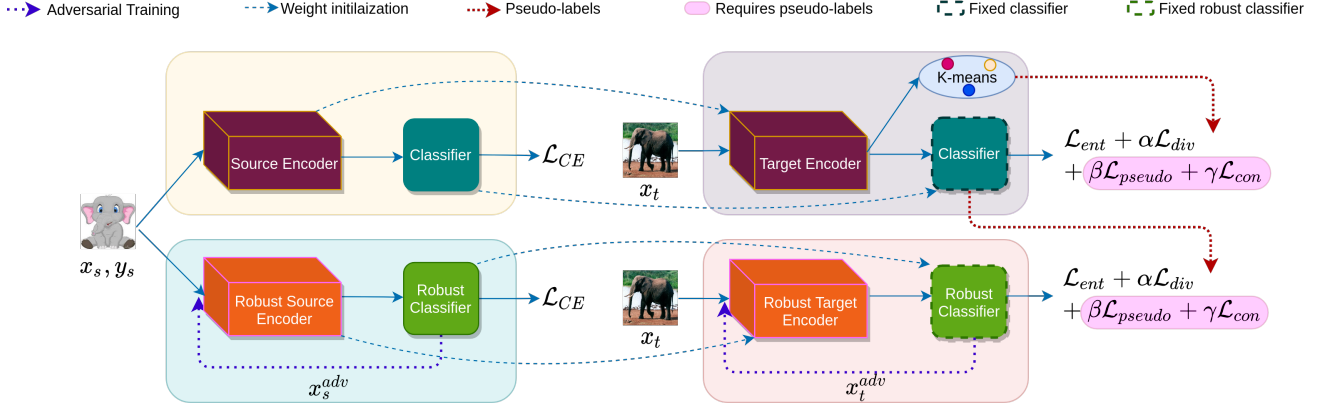 Adversarial Training
Weight initilaization
Pseudo-labels
Requires pseudo-labels
Fixed classifier
Fixed robust classifier
K-means
Source Encoder
Classifier
ℒ_CE
x_t
Target Encoder
Classifier
ℒ_ent + αℒ_div
+ βℒ_pseudo + γℒ_con
x_s, y_s
Robust Source
Encoder
Robust
Classifier
ℒ_CE
x_t
Robust Target
Encoder
Robust
Classifier
ℒ_ent + αℒ_div
+ βℒ_pseudo + γℒ_con
x_s^adv
x_t^adv